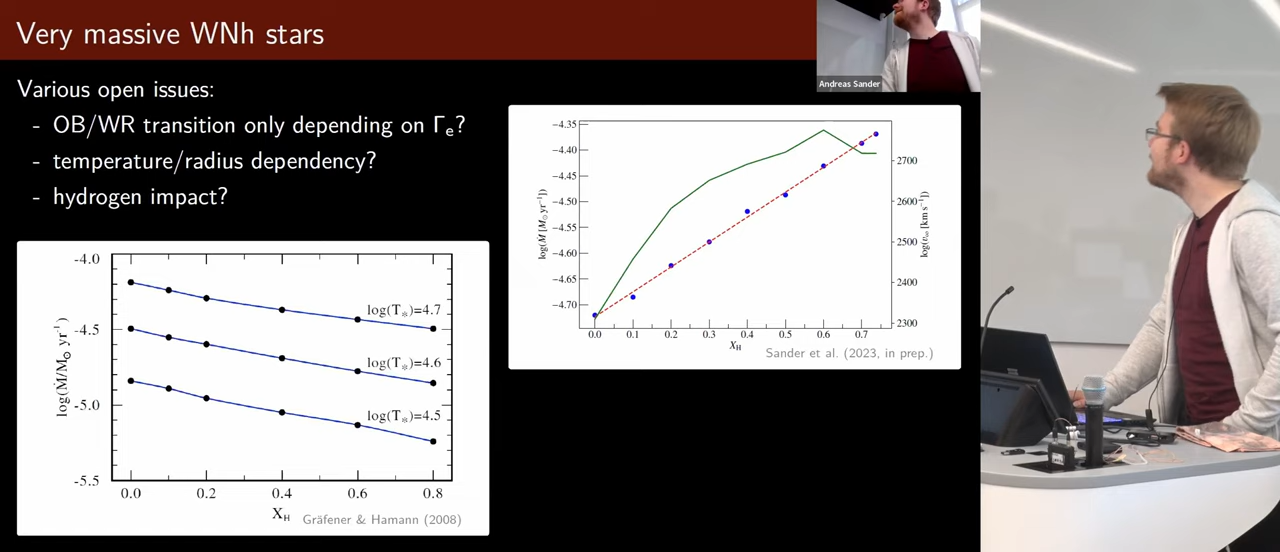 Very massive WNh stars
Andreas Sander
Various open issues:
- OB/WR transition only depending on Γₑ?
- temperature/radius dependency?
- hydrogen impact?
-4.0
-4.5
-5.0
-5.5
log(Ṁ/M☉ yr⁻¹)
log(T*)=4.7
log(T*)=4.6
log(T*)=4.5
0.0 0.2 0.4 0.6 0.8
X_H
Gräfener & Hamann (2008)
−4.35
−4.40
−4.45
−4.50
−4.55
−4.60
−4.65
−4.70
log(Ṁ [M☉ yr⁻¹])
2700
2600
2500
2400
2300
log(v∞ [km s⁻¹])
0.0 0.1 0.2 0.3 0.4 0.5 0.6 0.7
X_H
Sander et al. (2023, in prep.)